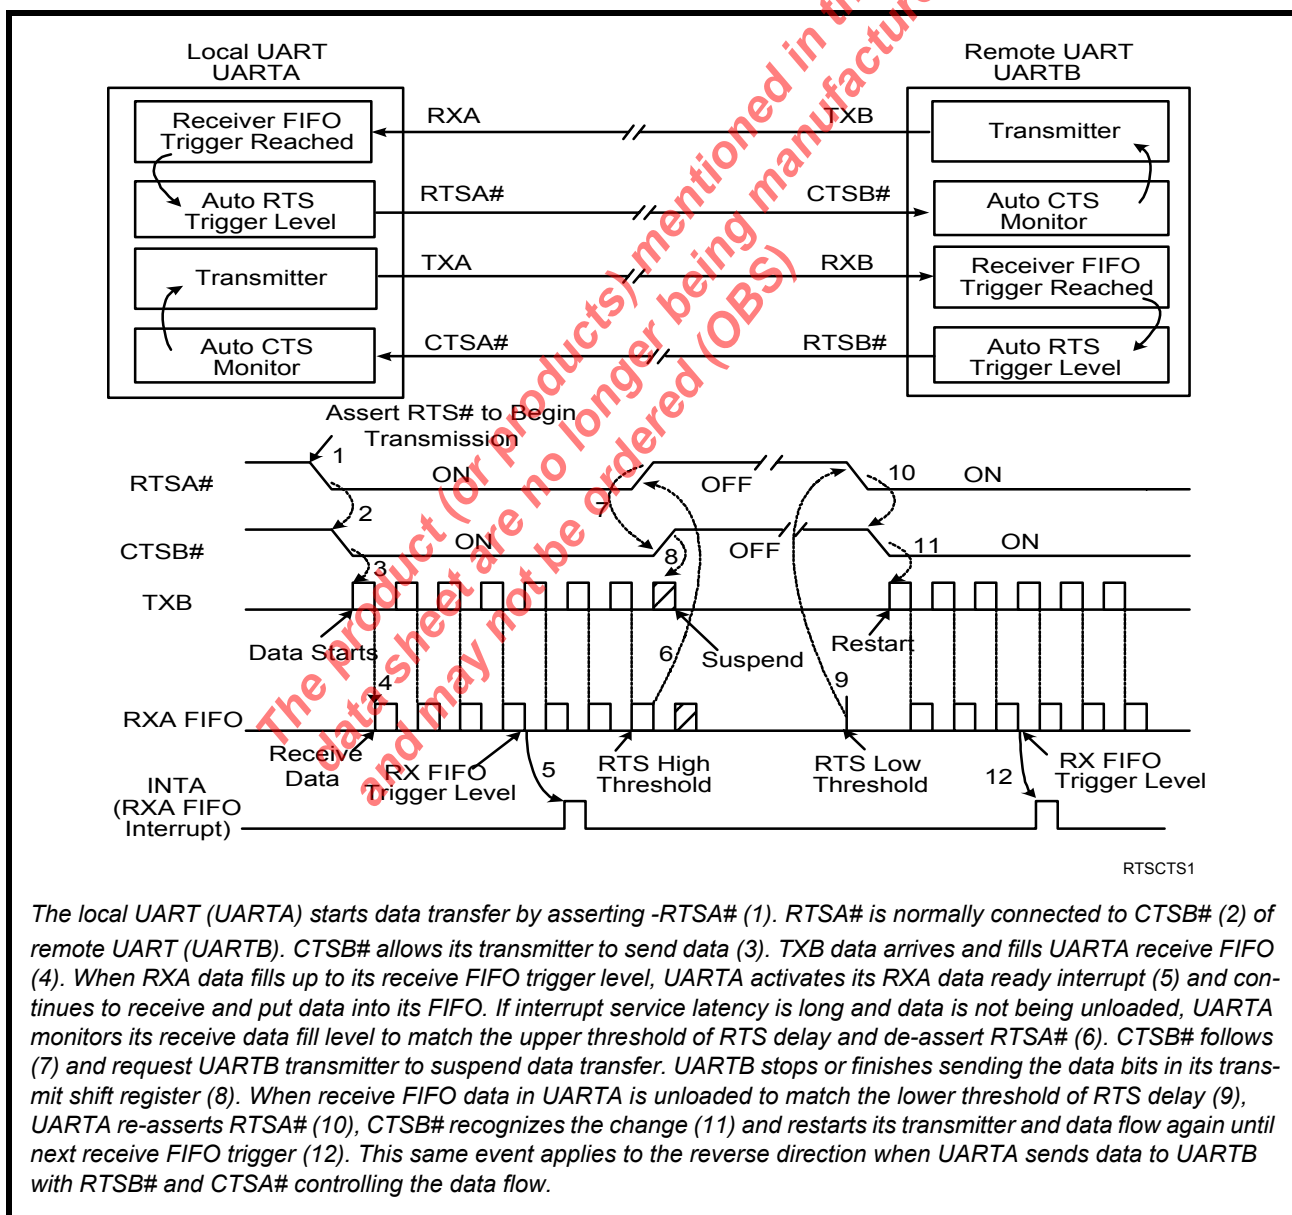 Local UART
UARTA
Remote UART
UARTB
Receiver FIFO
Trigger Reached
RXA
TXB
Transmitter
Auto RTS
Trigger Level
RTSA#
CTSB#
Auto CTS
Monitor
Transmitter
TXA
RXB
Receiver FIFO
Trigger Reached
Auto CTS
Monitor
CTSA#
RTSB#
Auto RTS
Trigger Level
Assert RTS# to Begin
Transmission
RTSA#
1
ON
7
OFF
10
ON
2
CTSB#
ON
8
OFF
11
ON
3
TXB
Data Starts
6
Suspend
Restart
9
4
RXA FIFO
Receive
Data
RX FIFO
Trigger Level
5
RTS High
Threshold
RTS Low
Threshold
12
RX FIFO
Trigger Level
INTA
(RXA FIFO
Interrupt)
RTSCTS1
The product (or products) mentioned in th
data sheet are no longer being manufacture
and may not be ordered (OBS)
The local UART (UARTA) starts data transfer by asserting -RTSA# (1). RTSA# is normally connected to CTSB# (2) of
remote UART (UARTB). CTSB# allows its transmitter to send data (3). TXB data arrives and fills UARTA receive FIFO
(4). When RXA data fills up to its receive FIFO trigger level, UARTA activates its RXA data ready interrupt (5) and con-
tinues to receive and put data into its FIFO. If interrupt service latency is long and data is not being unloaded, UARTA
monitors its receive data fill level to match the upper threshold of RTS delay and de-assert RTSA# (6). CTSB# follows
(7) and request UARTB transmitter to suspend data transfer. UARTB stops or finishes sending the data bits in its trans-
mit shift register (8). When receive FIFO data in UARTA is unloaded to match the lower threshold of RTS delay (9),
UARTA re-asserts RTSA# (10), CTSB# recognizes the change (11) and restarts its transmitter and data flow again until
next receive FIFO trigger (12). This same event applies to the reverse direction when UARTA sends data to UARTB
with RTSB# and CTSA# controlling the data flow.